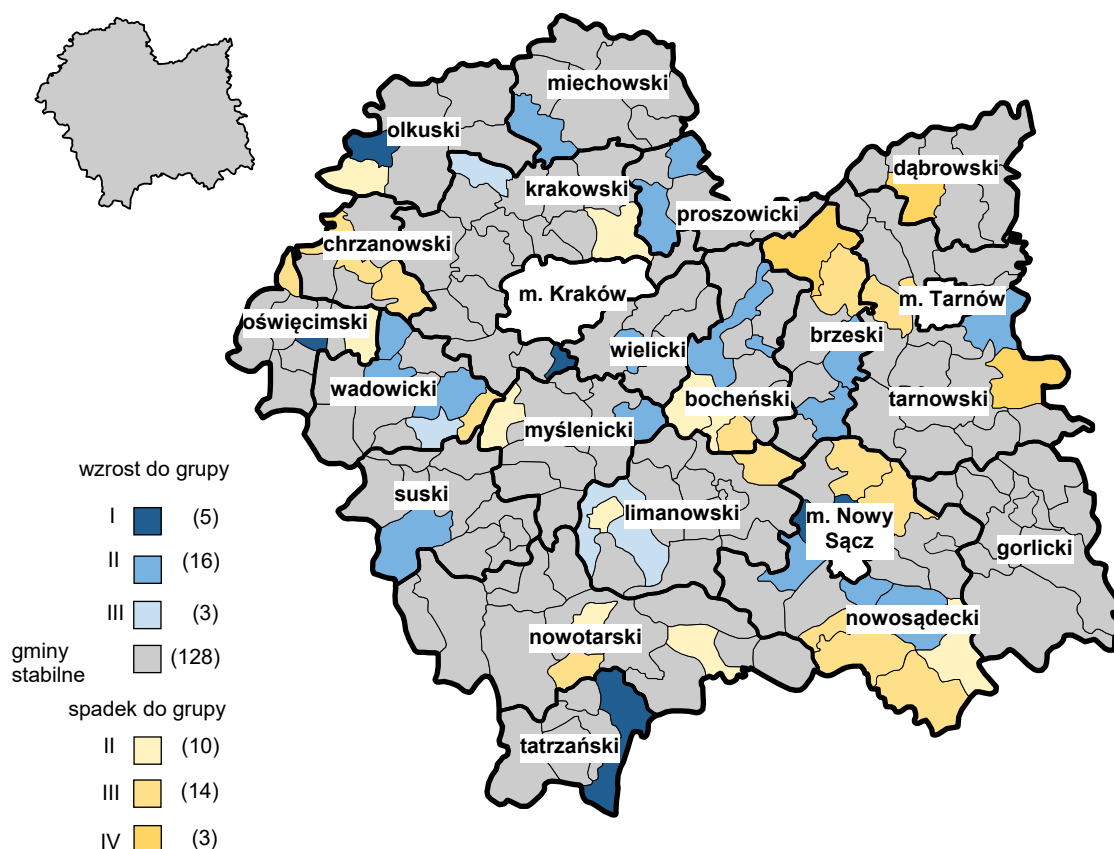 miechowski
olkuski
dąbrowski
krakowski
proszowicki
chrzanowski
m. Kraków
m. Tarnów
oświęcimski
wielicki
brzeski
wadowicki
bocheński
tarnowski
myślenicki
wzrost do grupy
suski
limanowski
m. Nowy
Sącz
gorlicki
I (5)
II (16)
III (3)
nowotarski
nowosądecki
gminy
stabilne
(128)
spadek do grupy
tatrzański
II (10)
III (14)
IV (3)